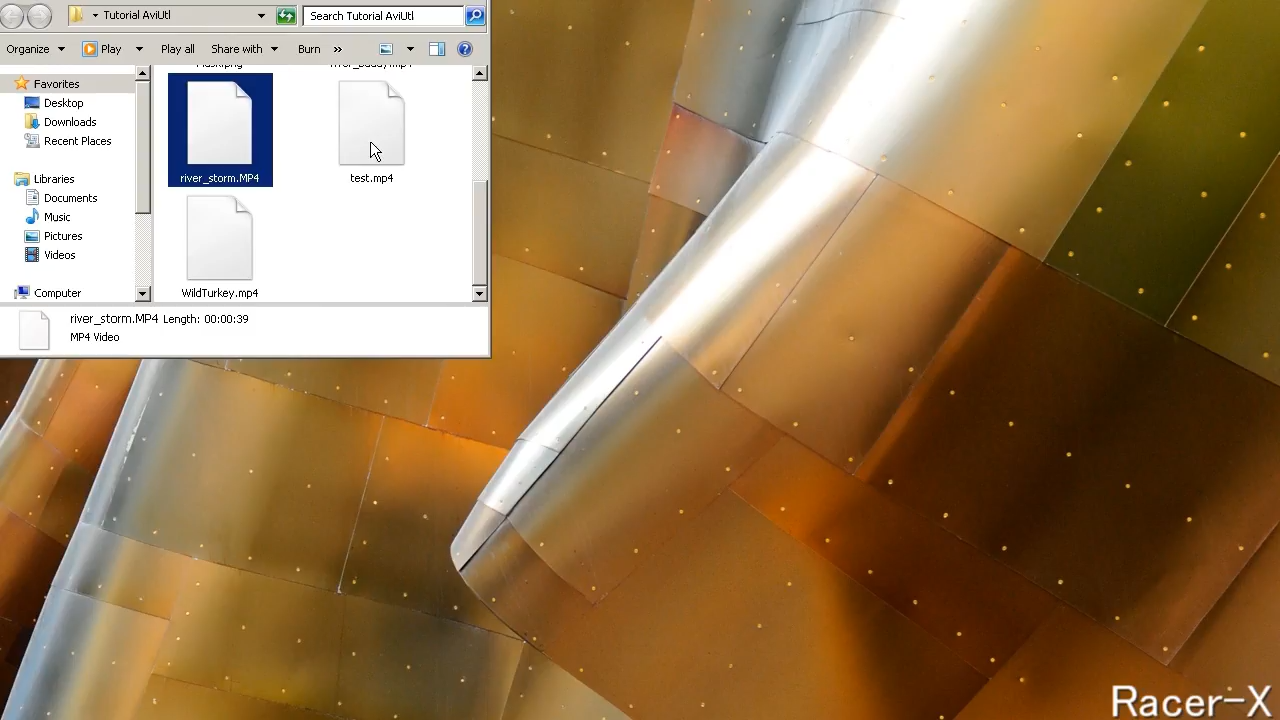 Tutorial AviUtl
Search Tutorial AviUtl
Organize Play Play all Share with Burn »
Favorites
Desktop
Downloads
Recent Places
Libraries
Documents
Music
Pictures
Videos
Computer
river_storm.MP4
test.mp4
WildTurkey.mp4
river_storm.MP4 Length: 00:00:39
MP4 Video
Racer-X